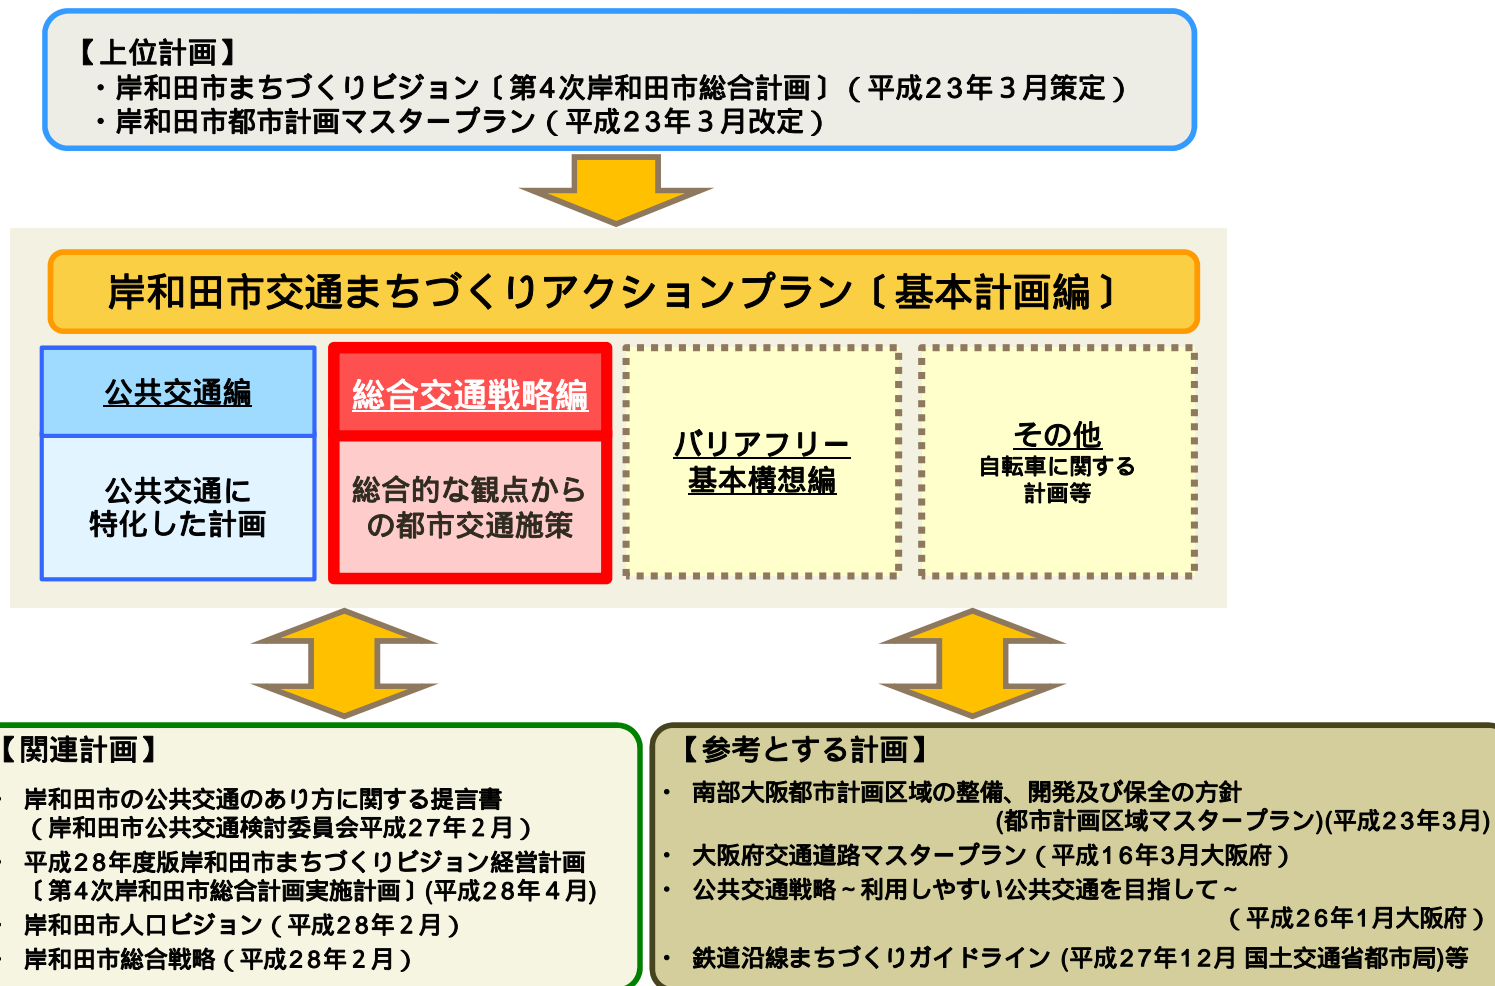 【上位計画】
・岸和田市まちづくりビジョン〔第4次岸和田市総合計画〕（平成23年３月策定）
・岸和田市都市計画マスタープラン（平成23年３月改定）
岸和田市交通まちづくりアクションプラン〔基本計画編〕
公共交通編
公共交通に
特化した計画
総合交通戦略編
総合的な観点から
の都市交通施策
バリアフリー
基本構想編
その他
自転車に関する
計画等
【関連計画】
・ 岸和田市の公共交通のあり方に関する提言書
（岸和田市公共交通検討委員会平成27年２月）
・ 平成28年度版岸和田市まちづくりビジョン経営計画
〔第4次岸和田市総合計画実施計画〕(平成28年４月)
・ 岸和田市人口ビジョン（平成28年２月）
・ 岸和田市総合戦略（平成28年２月）
【参考とする計画】
・ 南部大阪都市計画区域の整備、開発及び保全の方針
(都市計画区域マスタープラン)(平成23年3月)
・ 大阪府交通道路マスタープラン（平成16年3月大阪府）
・ 公共交通戦略～利用しやすい公共交通を目指して～
（平成26年1月大阪府）
・ 鉄道沿線まちづくりガイドライン (平成27年12月 国土交通省都市局)等